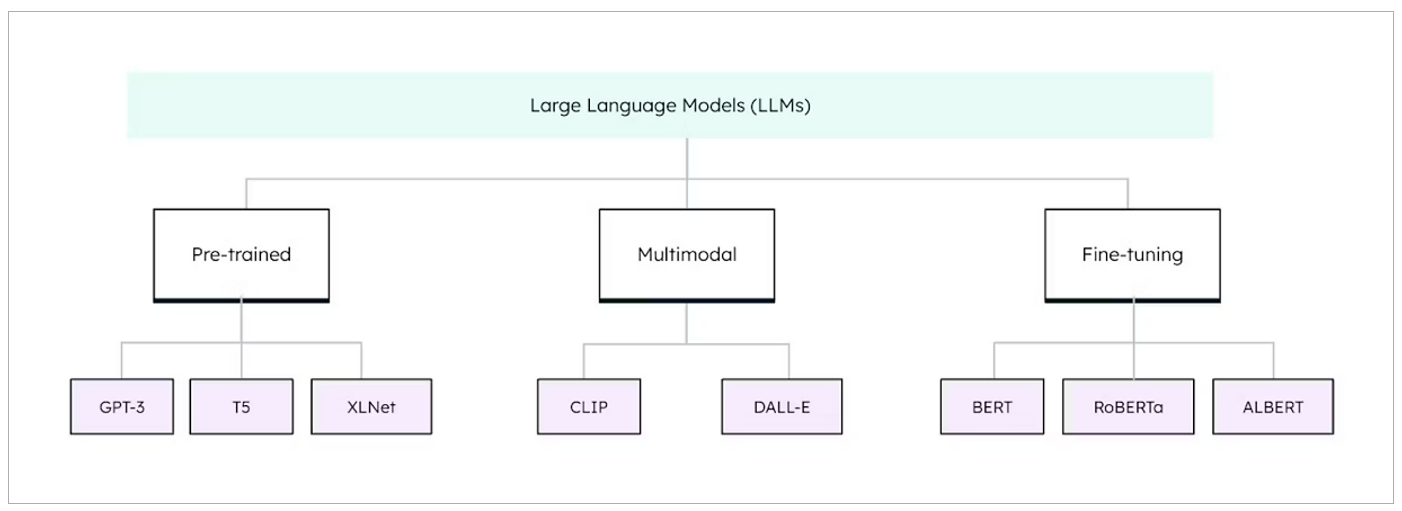 Large Language Models (LLMs)
Pre-trained
Multimodal
Fine-tuning
GPT-3
T5
XLNet
CLIP
DALL-E
BERT
RoBERTa
ALBERT